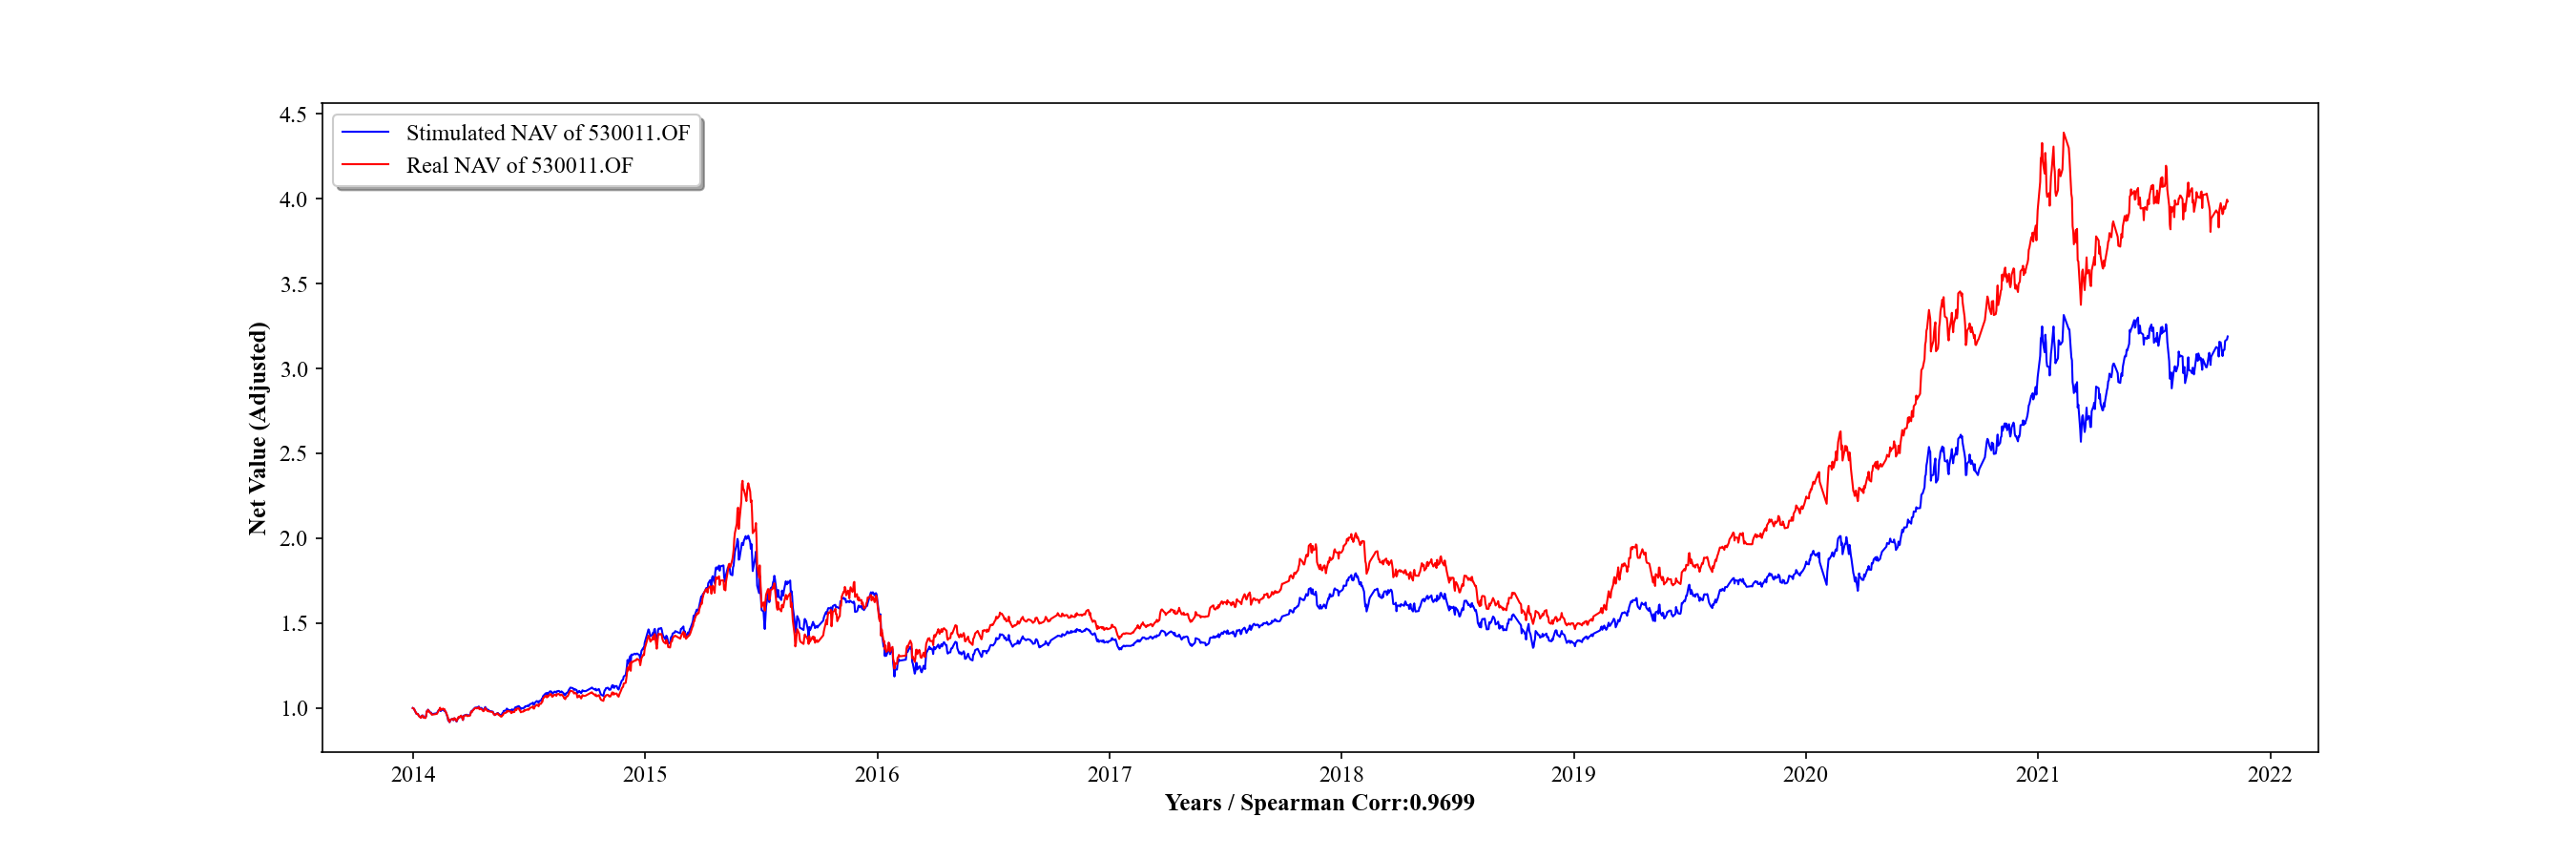 4.5
4.0
3.5
3.0
2.5
2.0
1.5
1.0
Net Value (Adjusted)
Stimulated NAV of 530011.OF
Real NAV of 530011.OF
2014 2015 2016 2017 2018 2019 2020 2021 2022
Years / Spearman Corr:0.9699